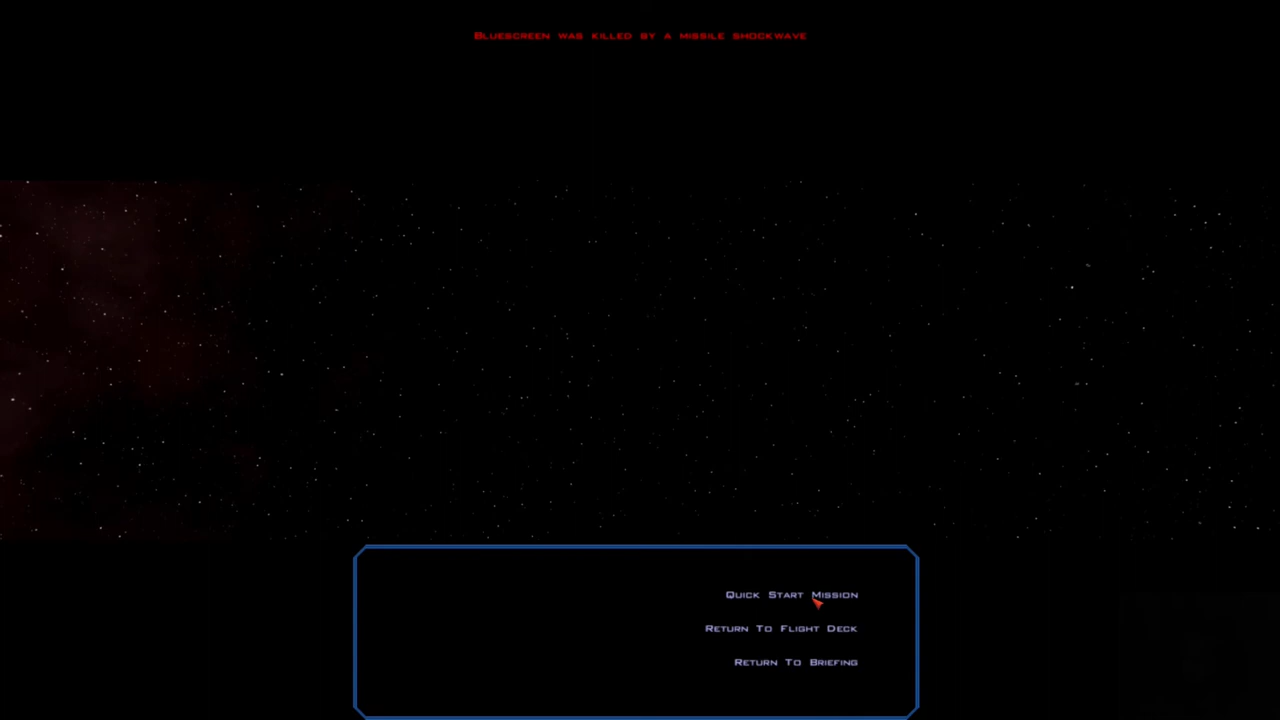 Bluescreen was killed by a missile shockwave
Quick Start Mission
Return To Flight Deck
Return To Briefing